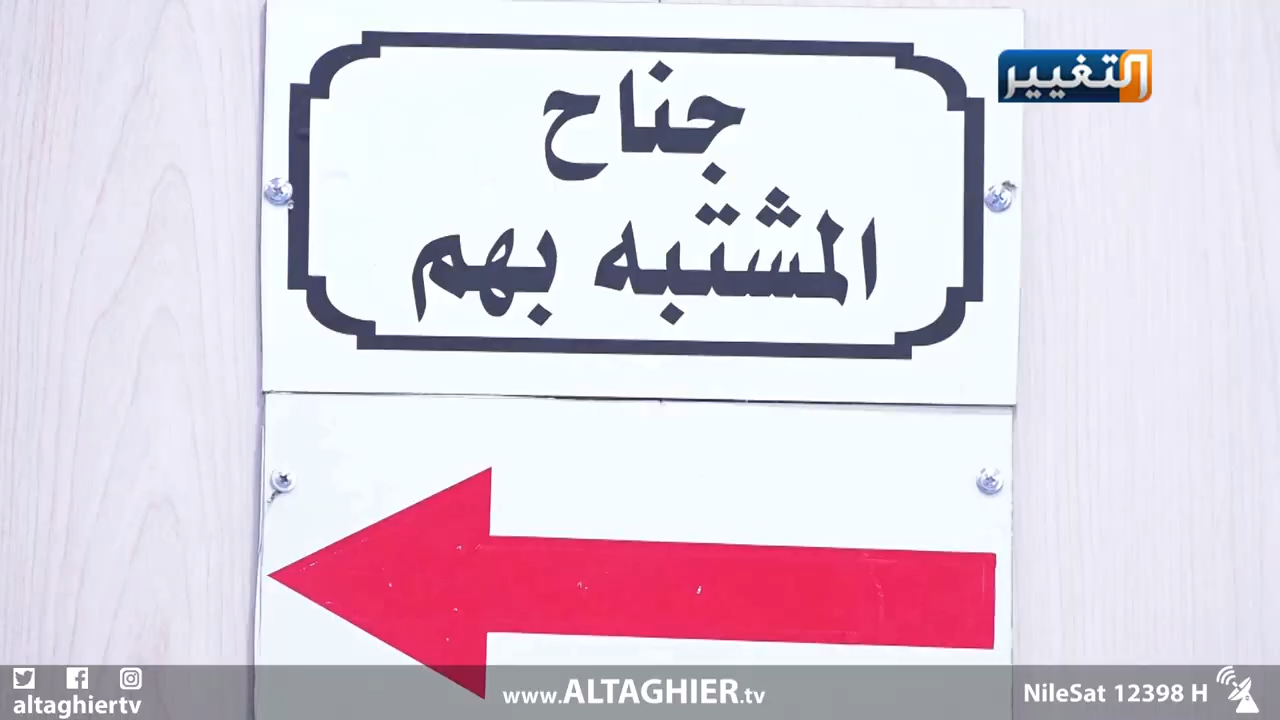 التغيير
جناح
المشتبه بهم
altaghiertv
www.ALTAGHIER.tv
NileSat 12398 H